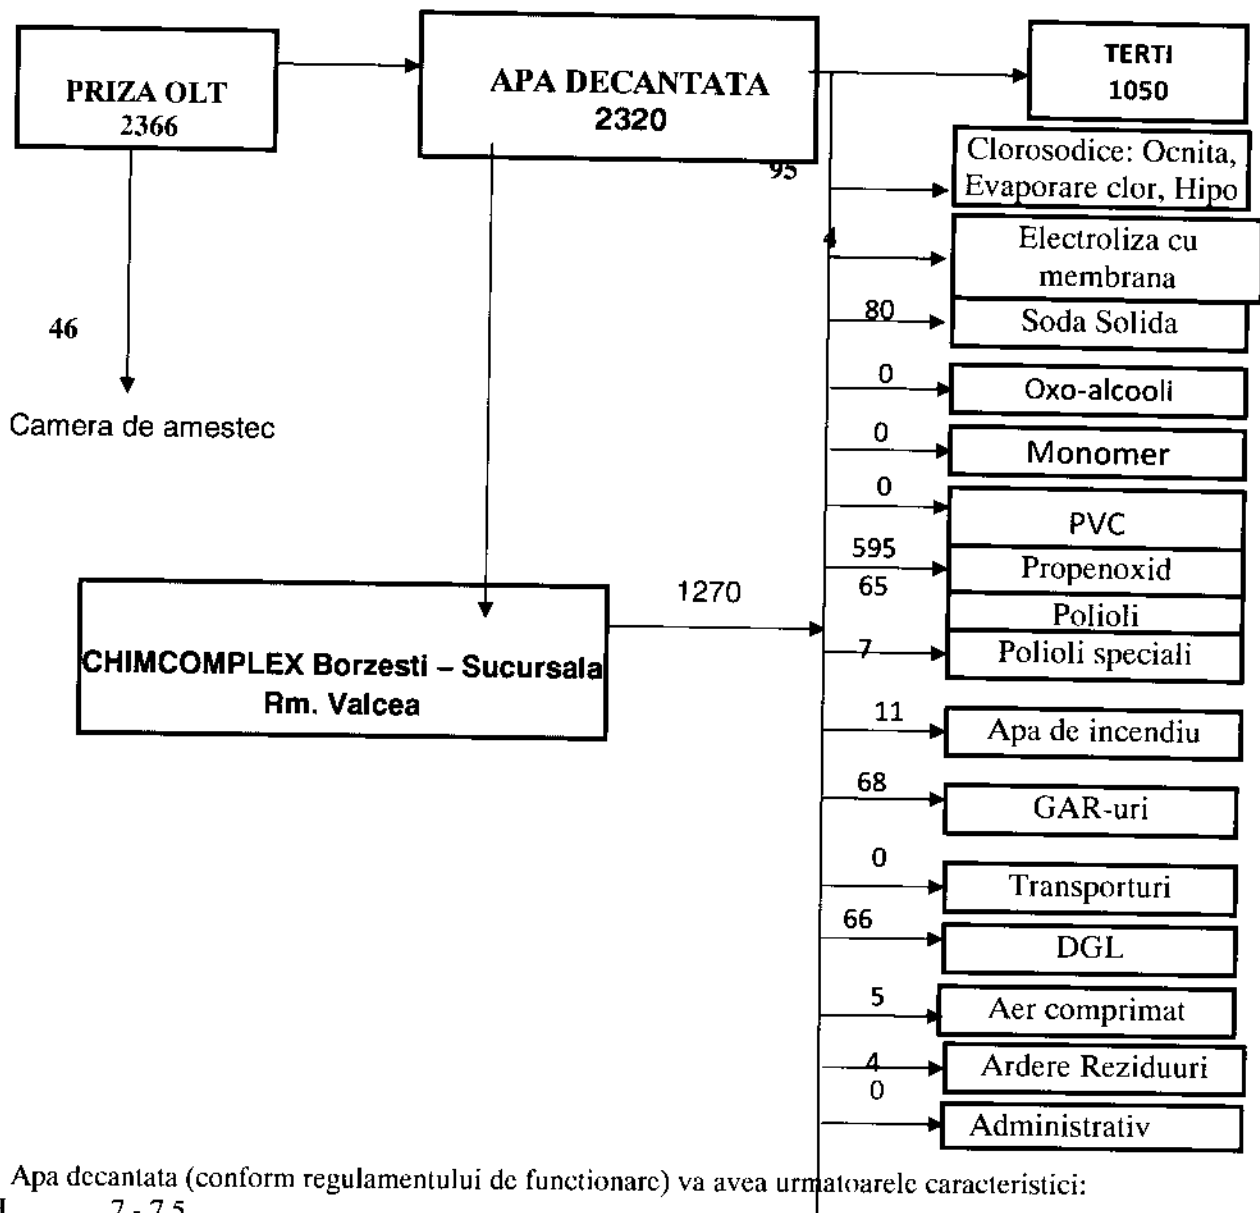 PRIZA OLT
2366
APA DECANTATA
2320
TERTI
1050
95
Clorosodice: Ocnita,
Evaporare clor, Hipo
4
Electroliza cu
membrana
80
Soda Solida
46
0
Oxo-alcooli
Camera de amestec
0
Monomer
0
PVC
595
Propenoxid
65
Polioli
1270
7
Polioli speciali
CHIMCOMPLEX Borzesti – Sucursala
Rm. Valcea
11
Apa de incendiu
68
GAR-uri
0
Transporturi
66
DGL
5
Aer comprimat
4
Ardere Reziduuri
0
Administrativ
Apa decantata (conform regulamentului de functionare) va avea urmatoarele caracteristici:
7 - 7,5